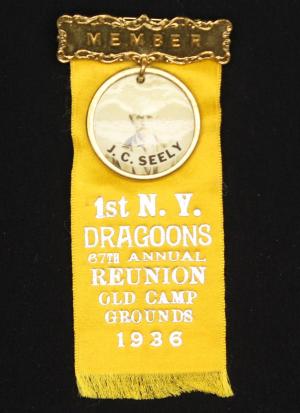 MEMBER
J. C. SEELY
1st N. Y.
DRAGOONS
67TH ANNUAL
REUNION
OLD CAMP
GROUNDS
1936